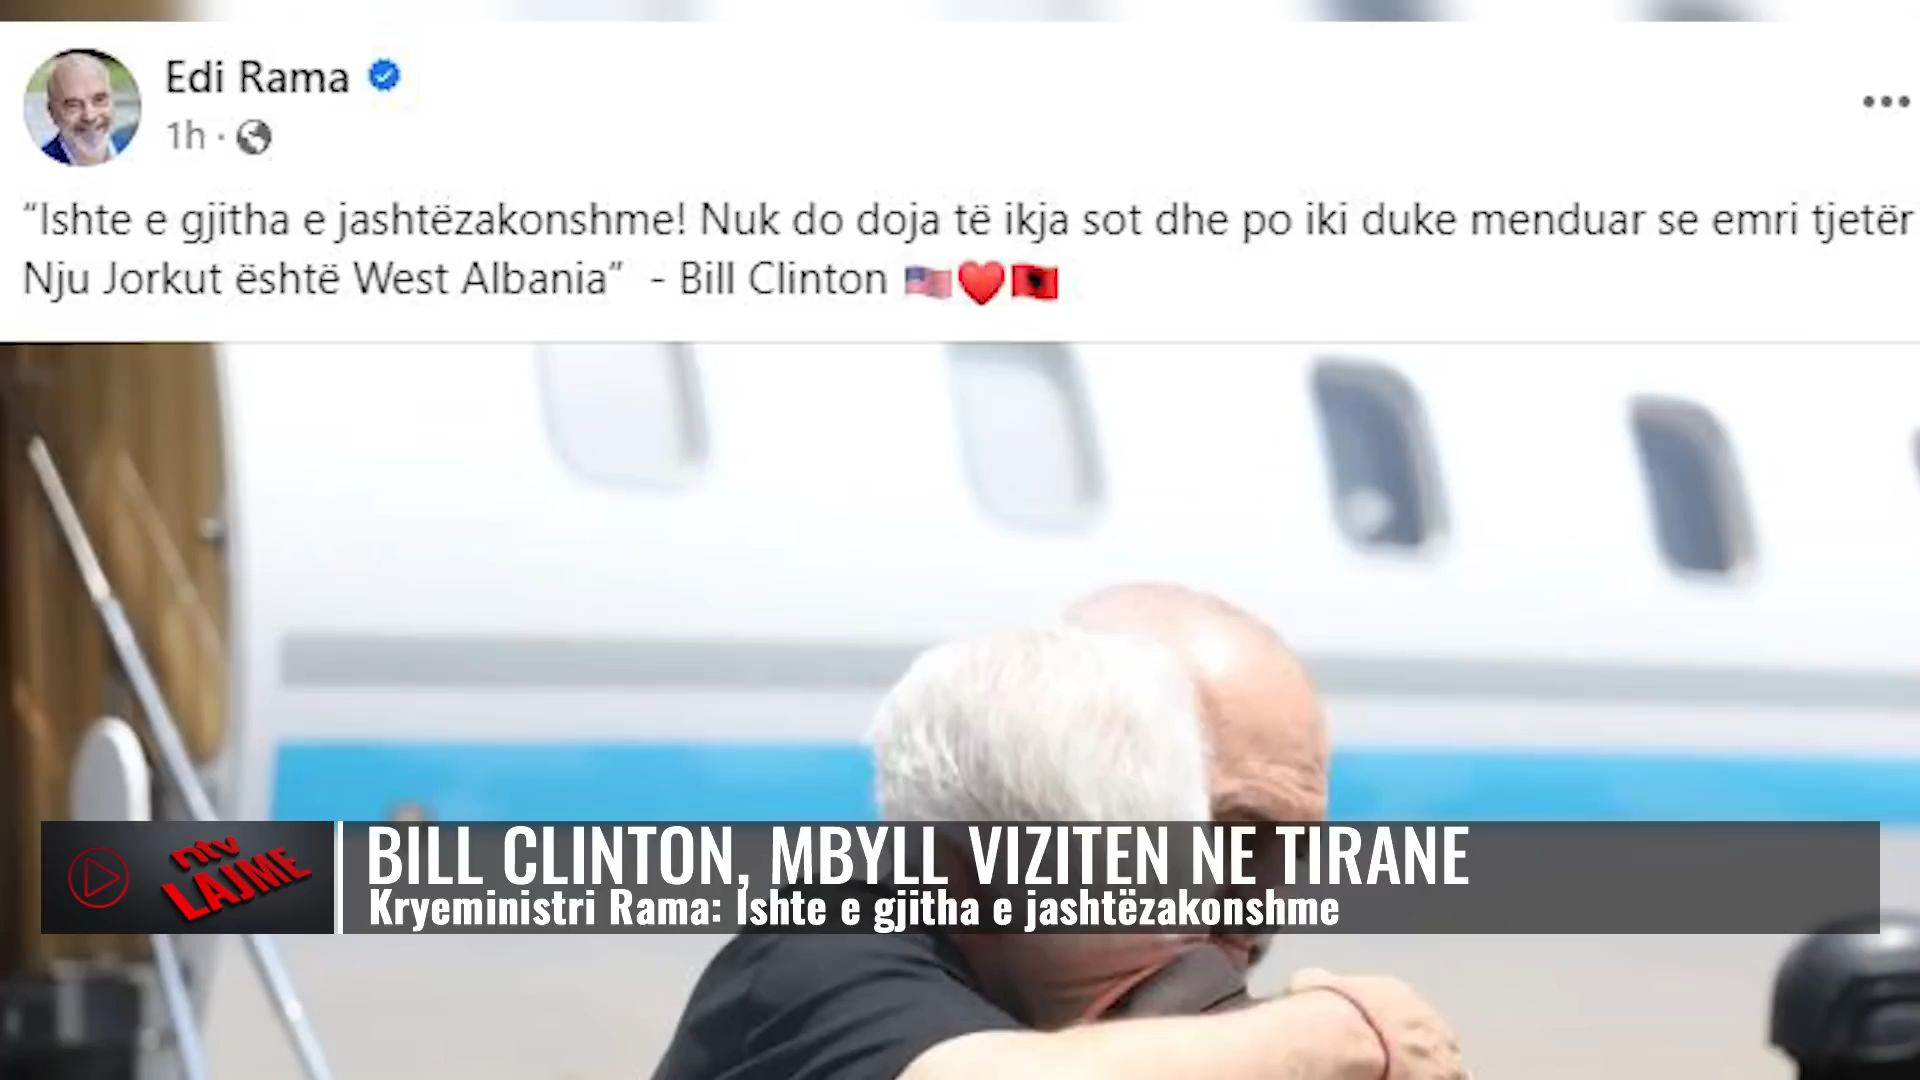 Edi Rama
1h ·
“Ishte e gjitha e jashtëzakonshme! Nuk do doja të ikja sot dhe po iki duke menduar se emri tjetër
Nju Jorkut është West Albania” - Bill Clinton 🇺🇸❤️🇦🇱
ntv
LAJME
BILL CLINTON, MBYLL VIZITEN NE TIRANE
Kryeministri Rama: Ishte e gjitha e jashtëzakonshme